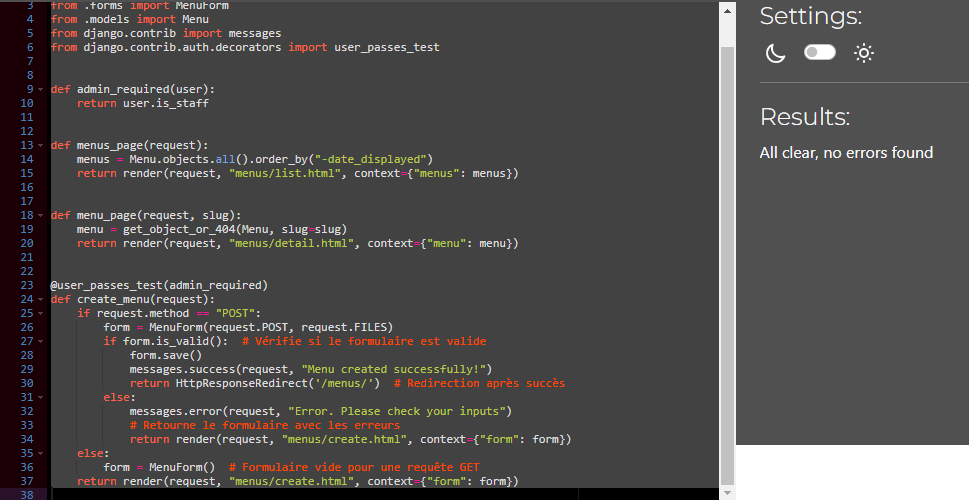 3 from .forms import MenuForm
4 from .models import Menu
5 from django.contrib import messages
6 from django.contrib.auth.decorators import user_passes_test
7
8
9 def admin_required(user):
10     return user.is_staff
11
12
13 def menus_page(request):
14     menus = Menu.objects.all().order_by("-date_displayed")
15     return render(request, "menus/list.html", context={"menus": menus})
16
17
18 def menu_page(request, slug):
19     menu = get_object_or_404(Menu, slug=slug)
20     return render(request, "menus/detail.html", context={"menu": menu})
21
22
23 @user_passes_test(admin_required)
24 def create_menu(request):
25     if request.method == "POST":
26         form = MenuForm(request.POST, request.FILES)
27         if form.is_valid():  # Vérifie si le formulaire est valide
28             form.save()
29             messages.success(request, "Menu created successfully!")
30             return HttpResponseRedirect('/menus/')  # Redirection après succès
31         else:
32             messages.error(request, "Error. Please check your inputs")
33             # Retourne le formulaire avec les erreurs
34             return render(request, "menus/create.html", context={"form": form})
35     else:
36         form = MenuForm()  # Formulaire vide pour une requête GET
37     return render(request, "menus/create.html", context={"form": form})
38
Settings:
Results:
All clear, no errors found